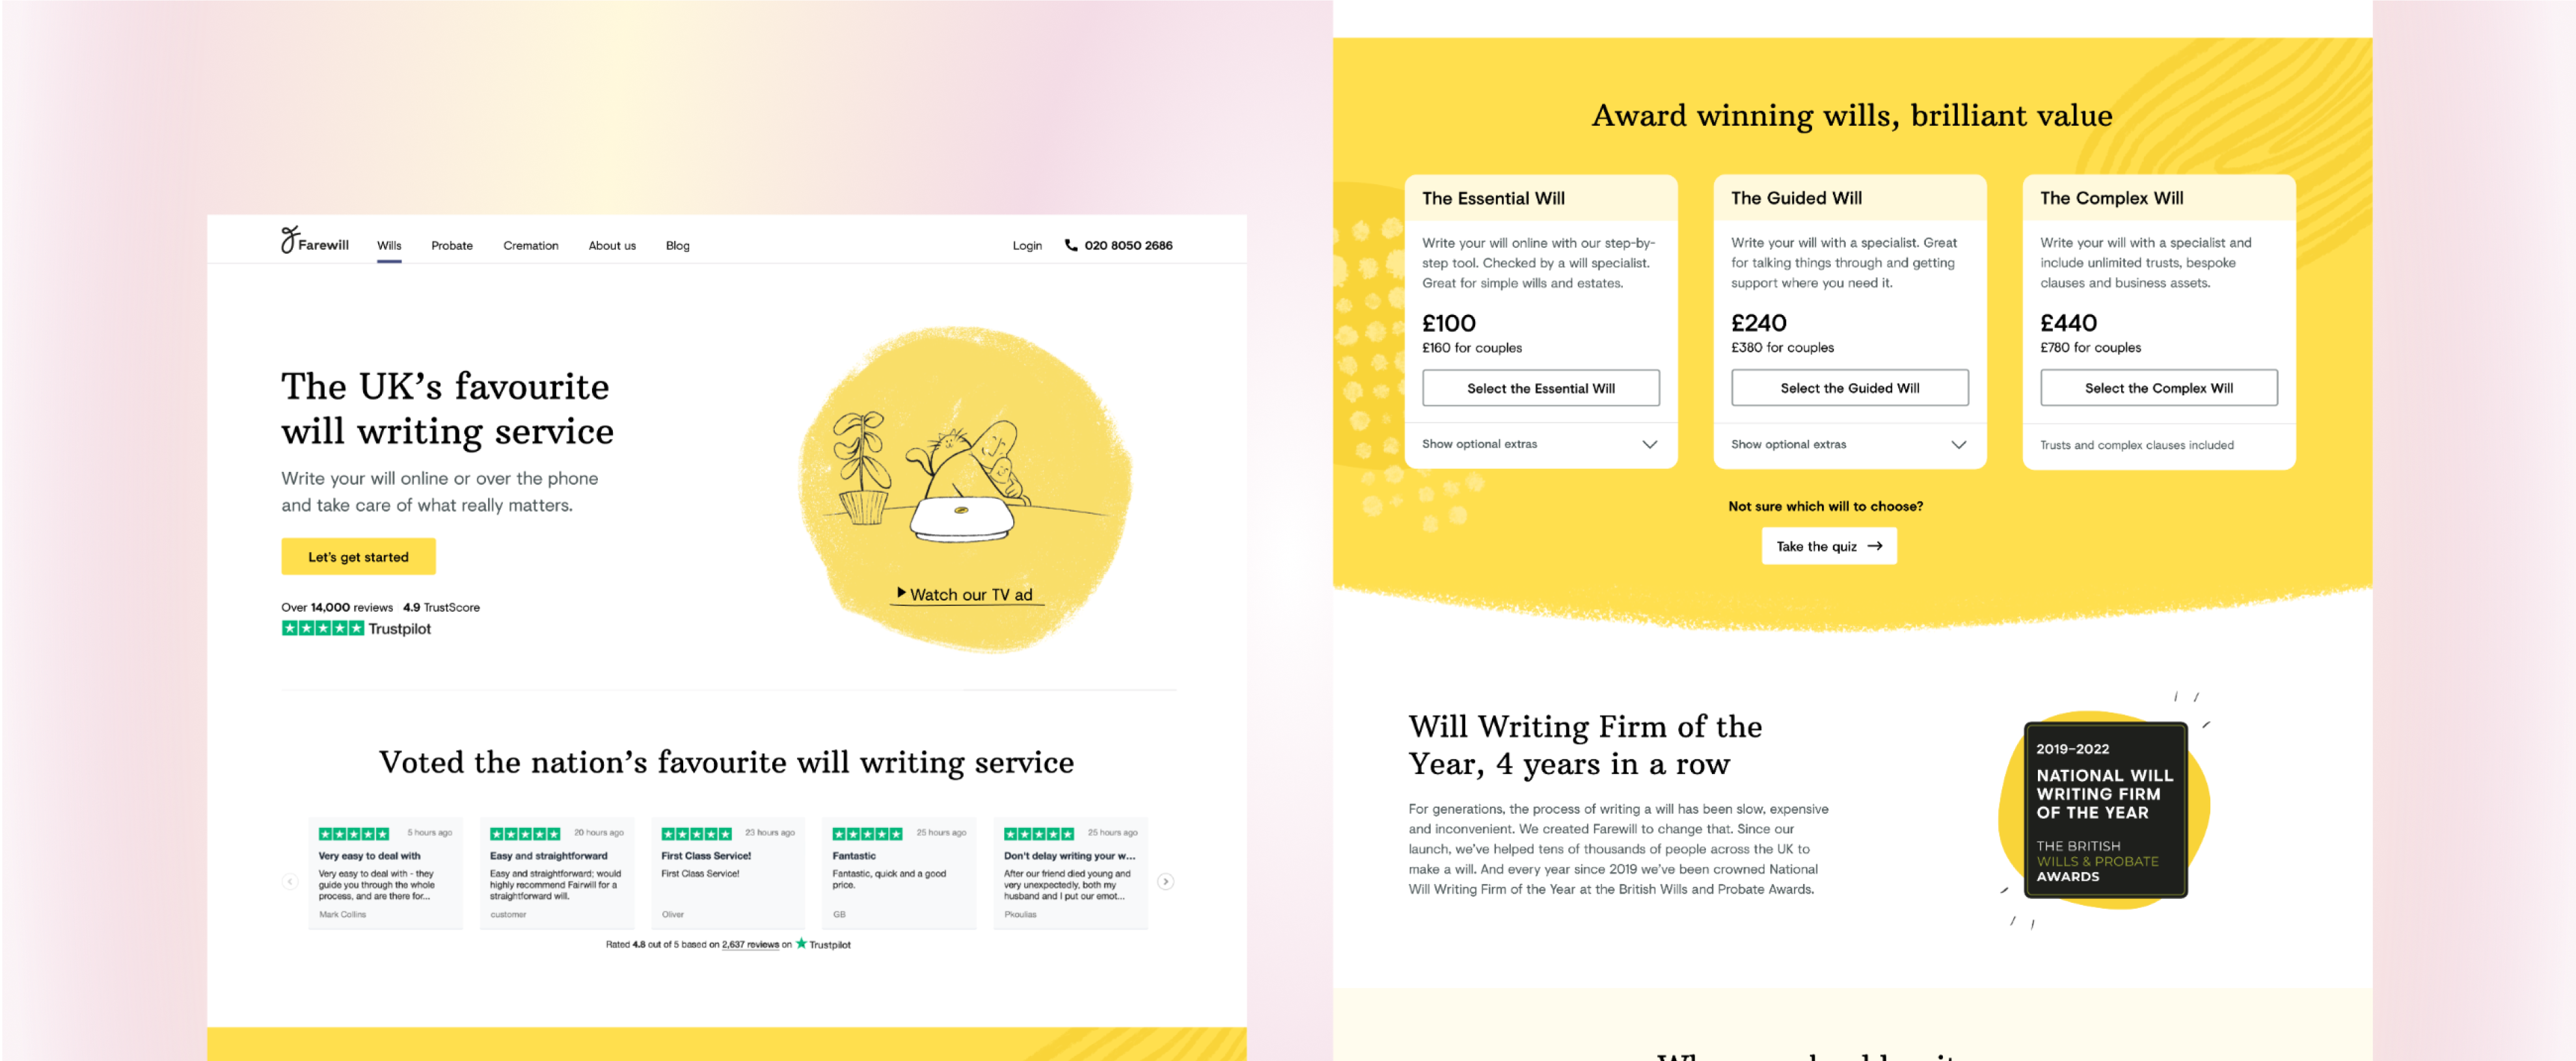 Farewill
Wills
Probate
Cremation
About us
Blog
Login
020 8050 2686
The UK's favourite
will writing service
Write your will online or over the phone
and take care of what really matters.
Let's get started
Over 14,000 reviews 4.9 TrustScore
Trustpilot
Watch our TV ad
Voted the nation's favourite will writing service
5 hours ago
Very easy to deal with
Very easy to deal with - they
guide you through the whole
process, and are there for...
Mark Collins
20 hours ago
Easy and straightforward
Easy and straightforward; would
highly recommend Fairwill for a
straightforward will.
customer
23 hours ago
First Class Service!
First Class Service!
Oliver
25 hours ago
Fantastic
Fantastic, quick and a good
price.
GB
25 hours ago
Don't delay writing your w...
After our friend died young and
very unexpectedly, both my
husband and I put our emot...
Pkoulias
Rated 4.8 out of 5 based on 2,637 reviews on Trustpilot
Award winning wills, brilliant value
The Essential Will
Write your will online with our step-by-
step tool. Checked by a will specialist.
Great for simple wills and estates.
£100
£160 for couples
Select the Essential Will
Show optional extras
The Guided Will
Write your will with a specialist. Great
for talking things through and getting
support where you need it.
£240
£380 for couples
Select the Guided Will
Show optional extras
The Complex Will
Write your will with a specialist and
include unlimited trusts, bespoke
clauses and business assets.
£440
£780 for couples
Select the Complex Will
Trusts and complex clauses included
Not sure which will to choose?
Take the quiz →
Will Writing Firm of the
Year, 4 years in a row
For generations, the process of writing a will has been slow, expensive
and inconvenient. We created Farewill to change that. Since our
launch, we've helped tens of thousands of people across the UK to
make a will. And every year since 2019 we've been crowned National
Will Writing Firm of the Year at the British Wills and Probate Awards.
2019–2022
NATIONAL WILL
WRITING FIRM
OF THE YEAR
THE BRITISH
WILLS & PROBATE
AWARDS